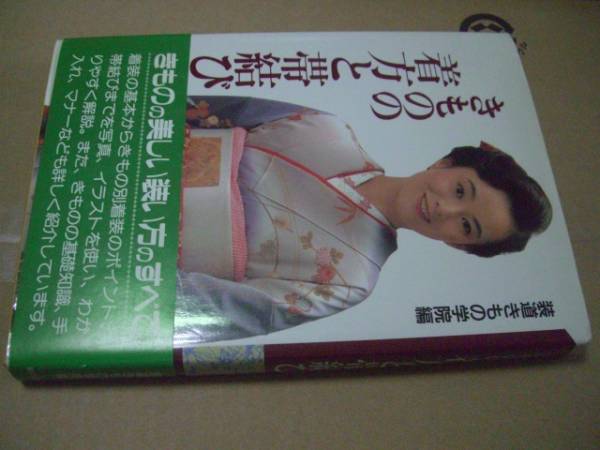 きものの
着方と帯結び
装道きもの学院編
きものの美しい装い方のすべて
着装の基本からきもの別着装のポイント、
帯結びまでを写真、イラストを使い、わか
りやすく解説。また、きものの基礎知識、手
入れ、マナーなども詳しく紹介しています。